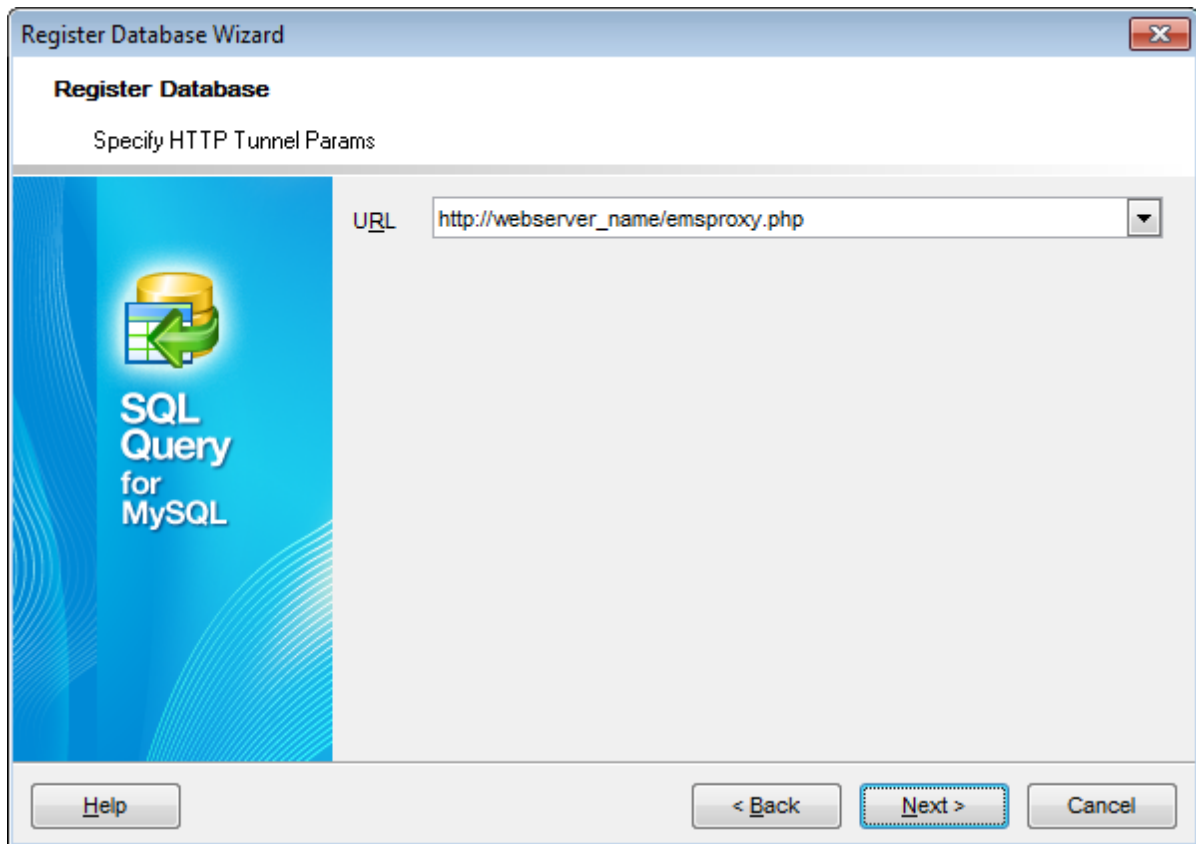 Register Database Wizard
Register Database
Specify HTTP Tunnel Params
URL http://webserver_name/emsproxy.php
SQL
Query
for
MySQL
Help < Back Next > Cancel